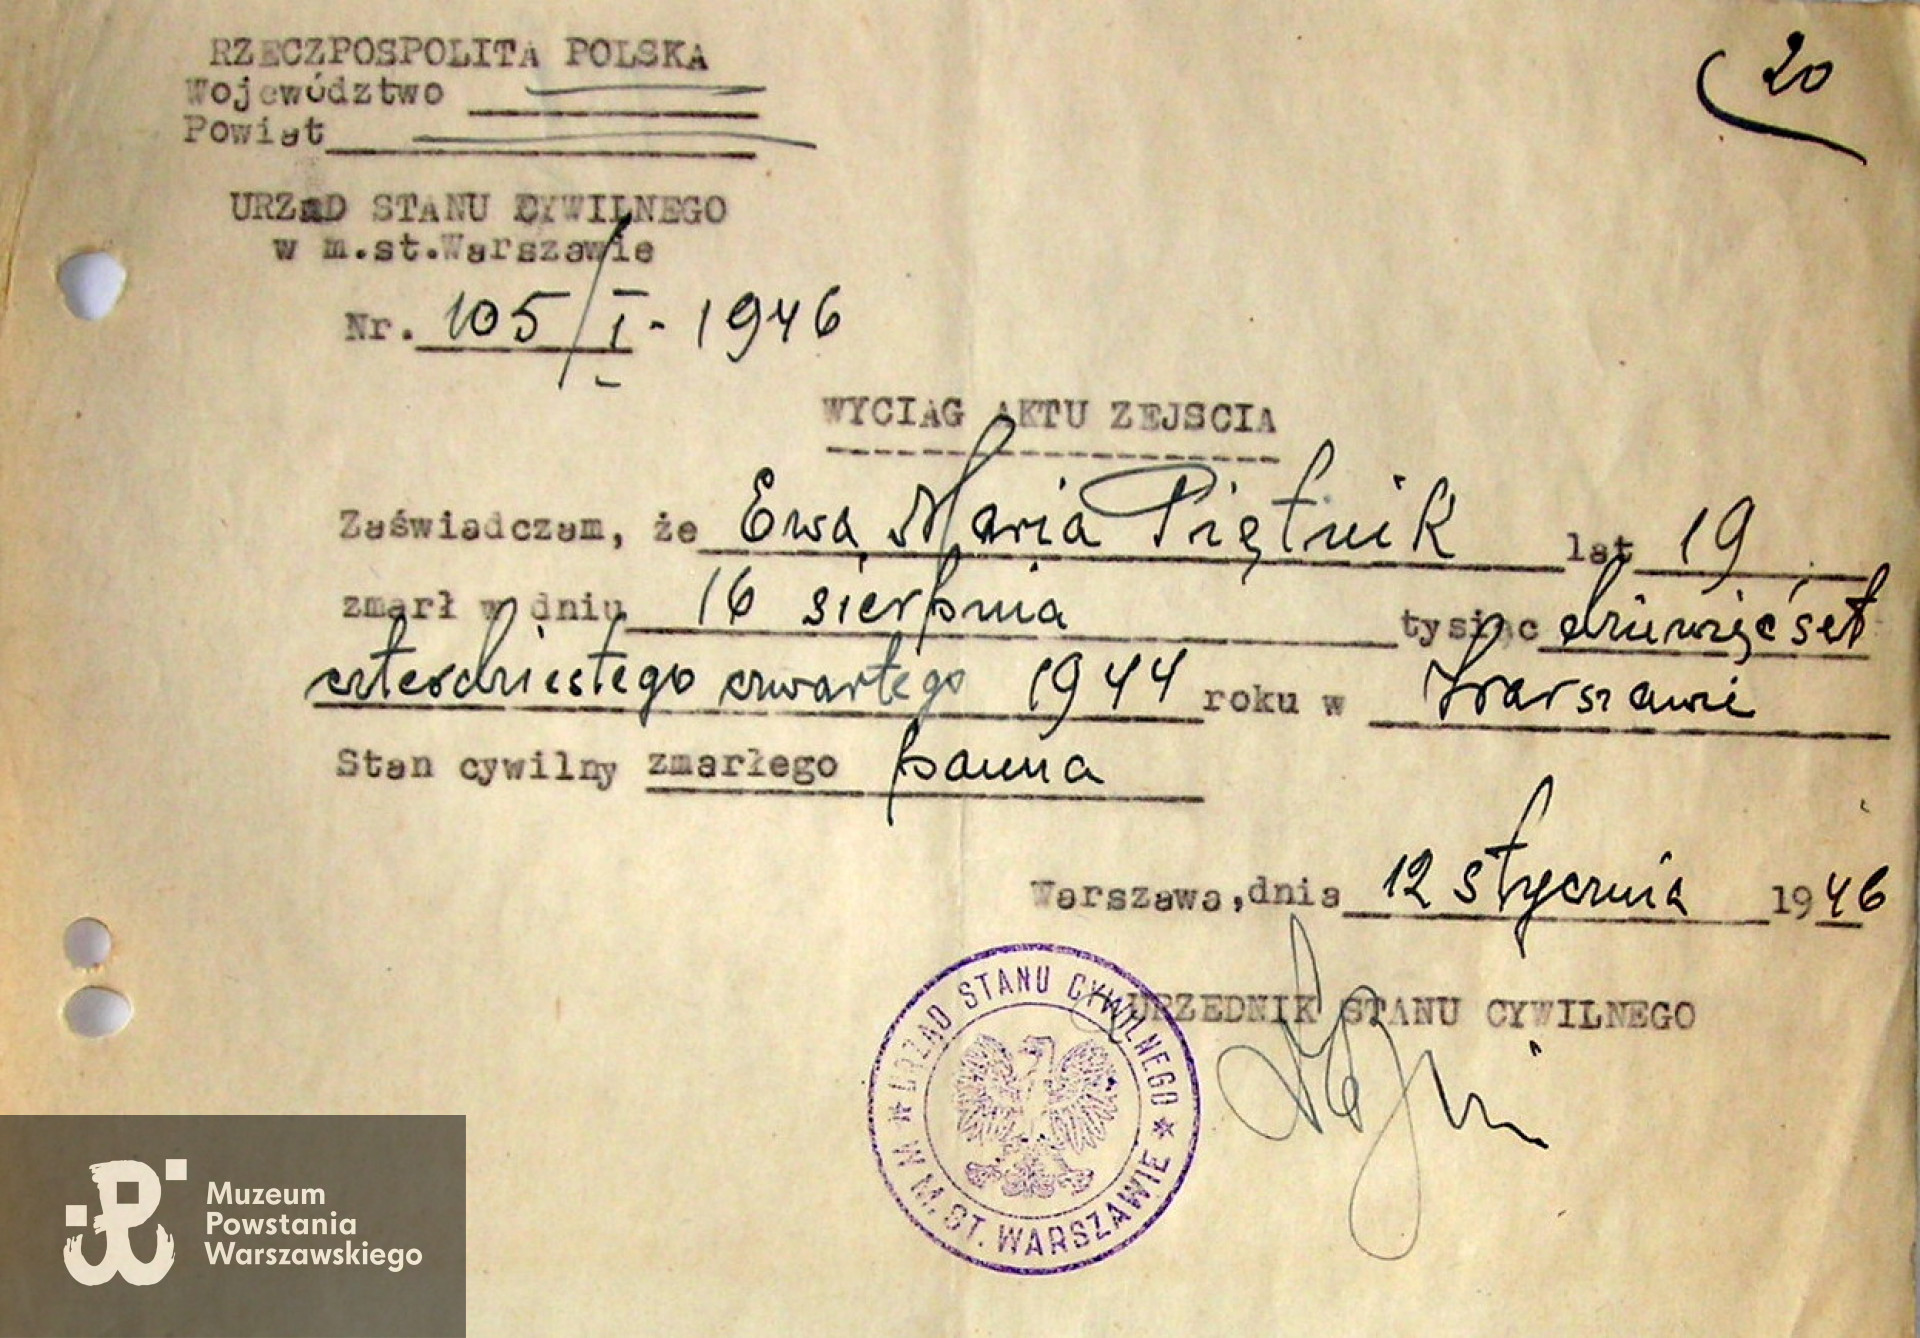 20
RZECZPOSPOLITA POLSKA
Województwo
Powiat
URZĄD STANU CYWILNEGO
w m.st.Warszawie
Nr. 105/I - 1946
WYCIĄG AKTU ZEJSCIA
Zaświadczam, że Ewa Maria Piętnik lat 19
zmarł w dniu 16 sierpnia tysiąc dziewięćset
czterdziestego czwartego 1944 roku w Warszawie
Stan cywilny zmarłego panna
Warszawa, dnia 12 stycznia 1946
URZEDNIK STANU CYWILNEGO
★ URZĄD STANU CYWILNEGO ★
W M. ST. WARSZAWIE
Muzeum
Powstania
Warszawskiego